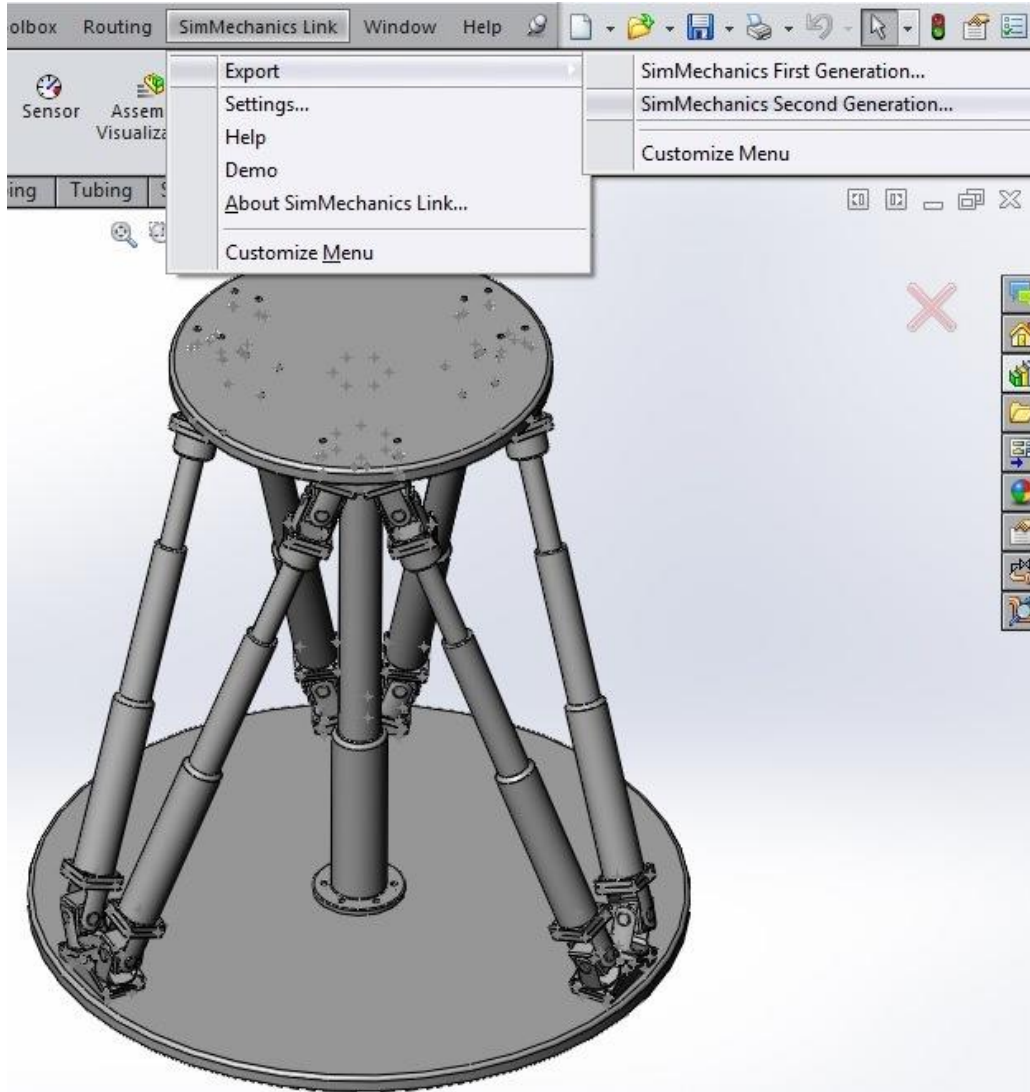 olbox Routing SimMechanics Link Window Help
Export
SimMechanics First Generation...
Settings...
SimMechanics Second Generation...
Help
Customize Menu
Demo
About SimMechanics Link...
Customize Menu
Sensor
Assem
Visualiza
ing Tubing